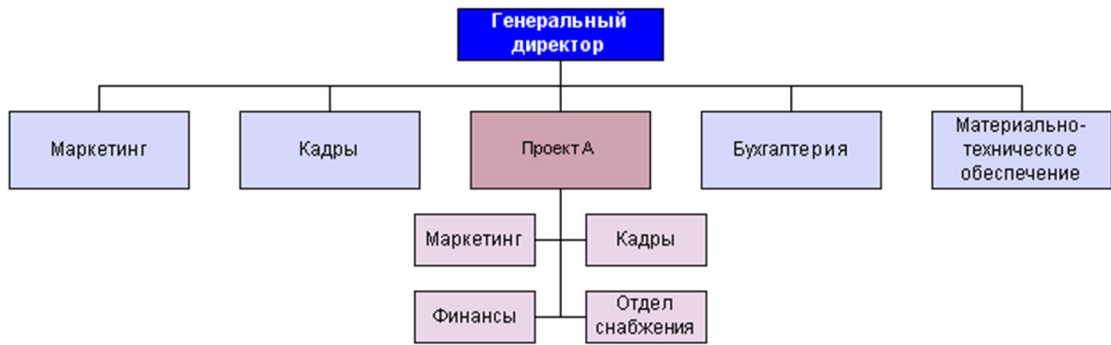 Генеральный
директор
Маркетинг
Кадры
Проект А
Бухгалтерия
Материально-
техническое
обеспечение
Маркетинг
Кадры
Финансы
Отдел
снабжения